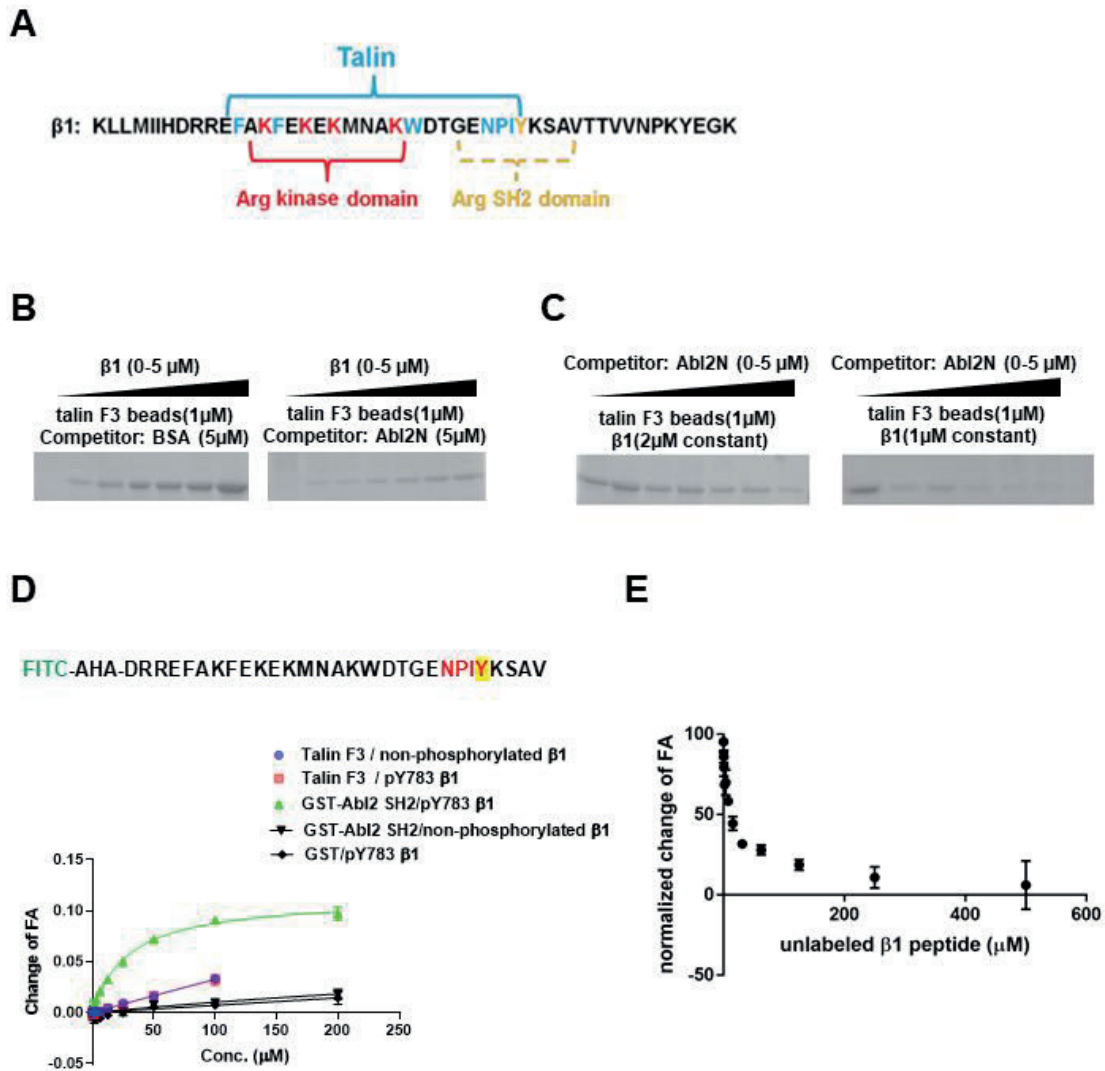 A
Talin
β1: KLLMIIHDRREFAKFEKEKMNAKWDTGENPIYKSAVTTVVNPKYEGK
Arg kinase domain
Arg SH2 domain
B
β1 (0-5 μM)
talin F3 beads(1μM)
Competitor: BSA (5μM)
β1 (0-5 μM)
talin F3 beads(1μM)
Competitor: Abl2N (5μM)
C
Competitor: Abl2N (0-5 μM)
talin F3 beads(1μM)
β1(2μM constant)
Competitor: Abl2N (0-5 μM)
talin F3 beads(1μM)
β1(1μM constant)
D
FITC-AHA-DRREFAKFEKEKMNAKWDTGENPIYKSAV
Talin F3 / non-phosphorylated β1
Talin F3 / pY783 β1
GST-Abl2 SH2/pY783 β1
GST-Abl2 SH2/non-phosphorylated β1
GST/pY783 β1
Change of FA
0.15
0.10
0.05
0.00
-0.05
50
100
150
200
250
Conc. (μM)
E
normalized change of FA
100
50
0
-50
200
400
600
unlabeled β1 peptide (μM)